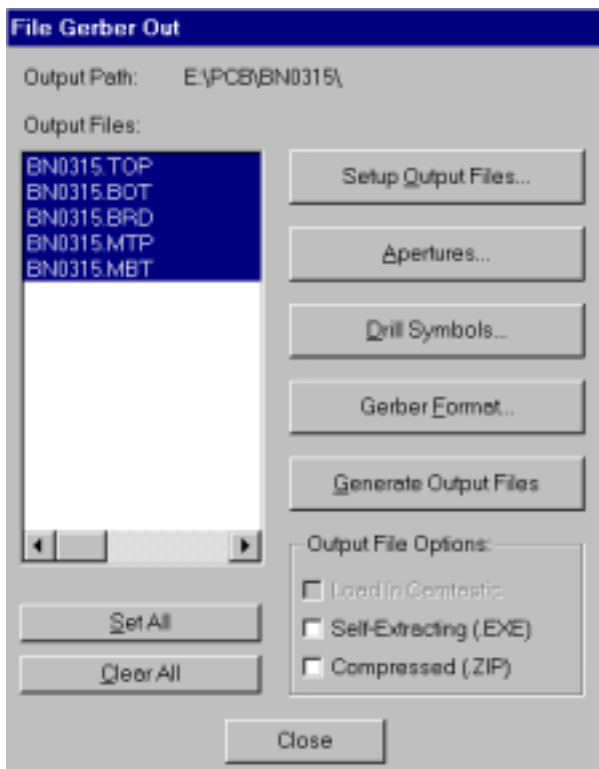 File Gerber Out
Output Path: E:\PCB\BN0315\
Output Files:
BN0315.TOP
BN0315.BOT
BN0315.BRD
BN0315.MTP
BN0315.MBT
Setup Output Files...
Apertures...
Drill Symbols...
Gerber Format...
Generate Output Files
Output File Options:
Load in Camtastic
Self-Extracting (.EXE)
Compressed (.ZIP)
Set All
Clear All
Close